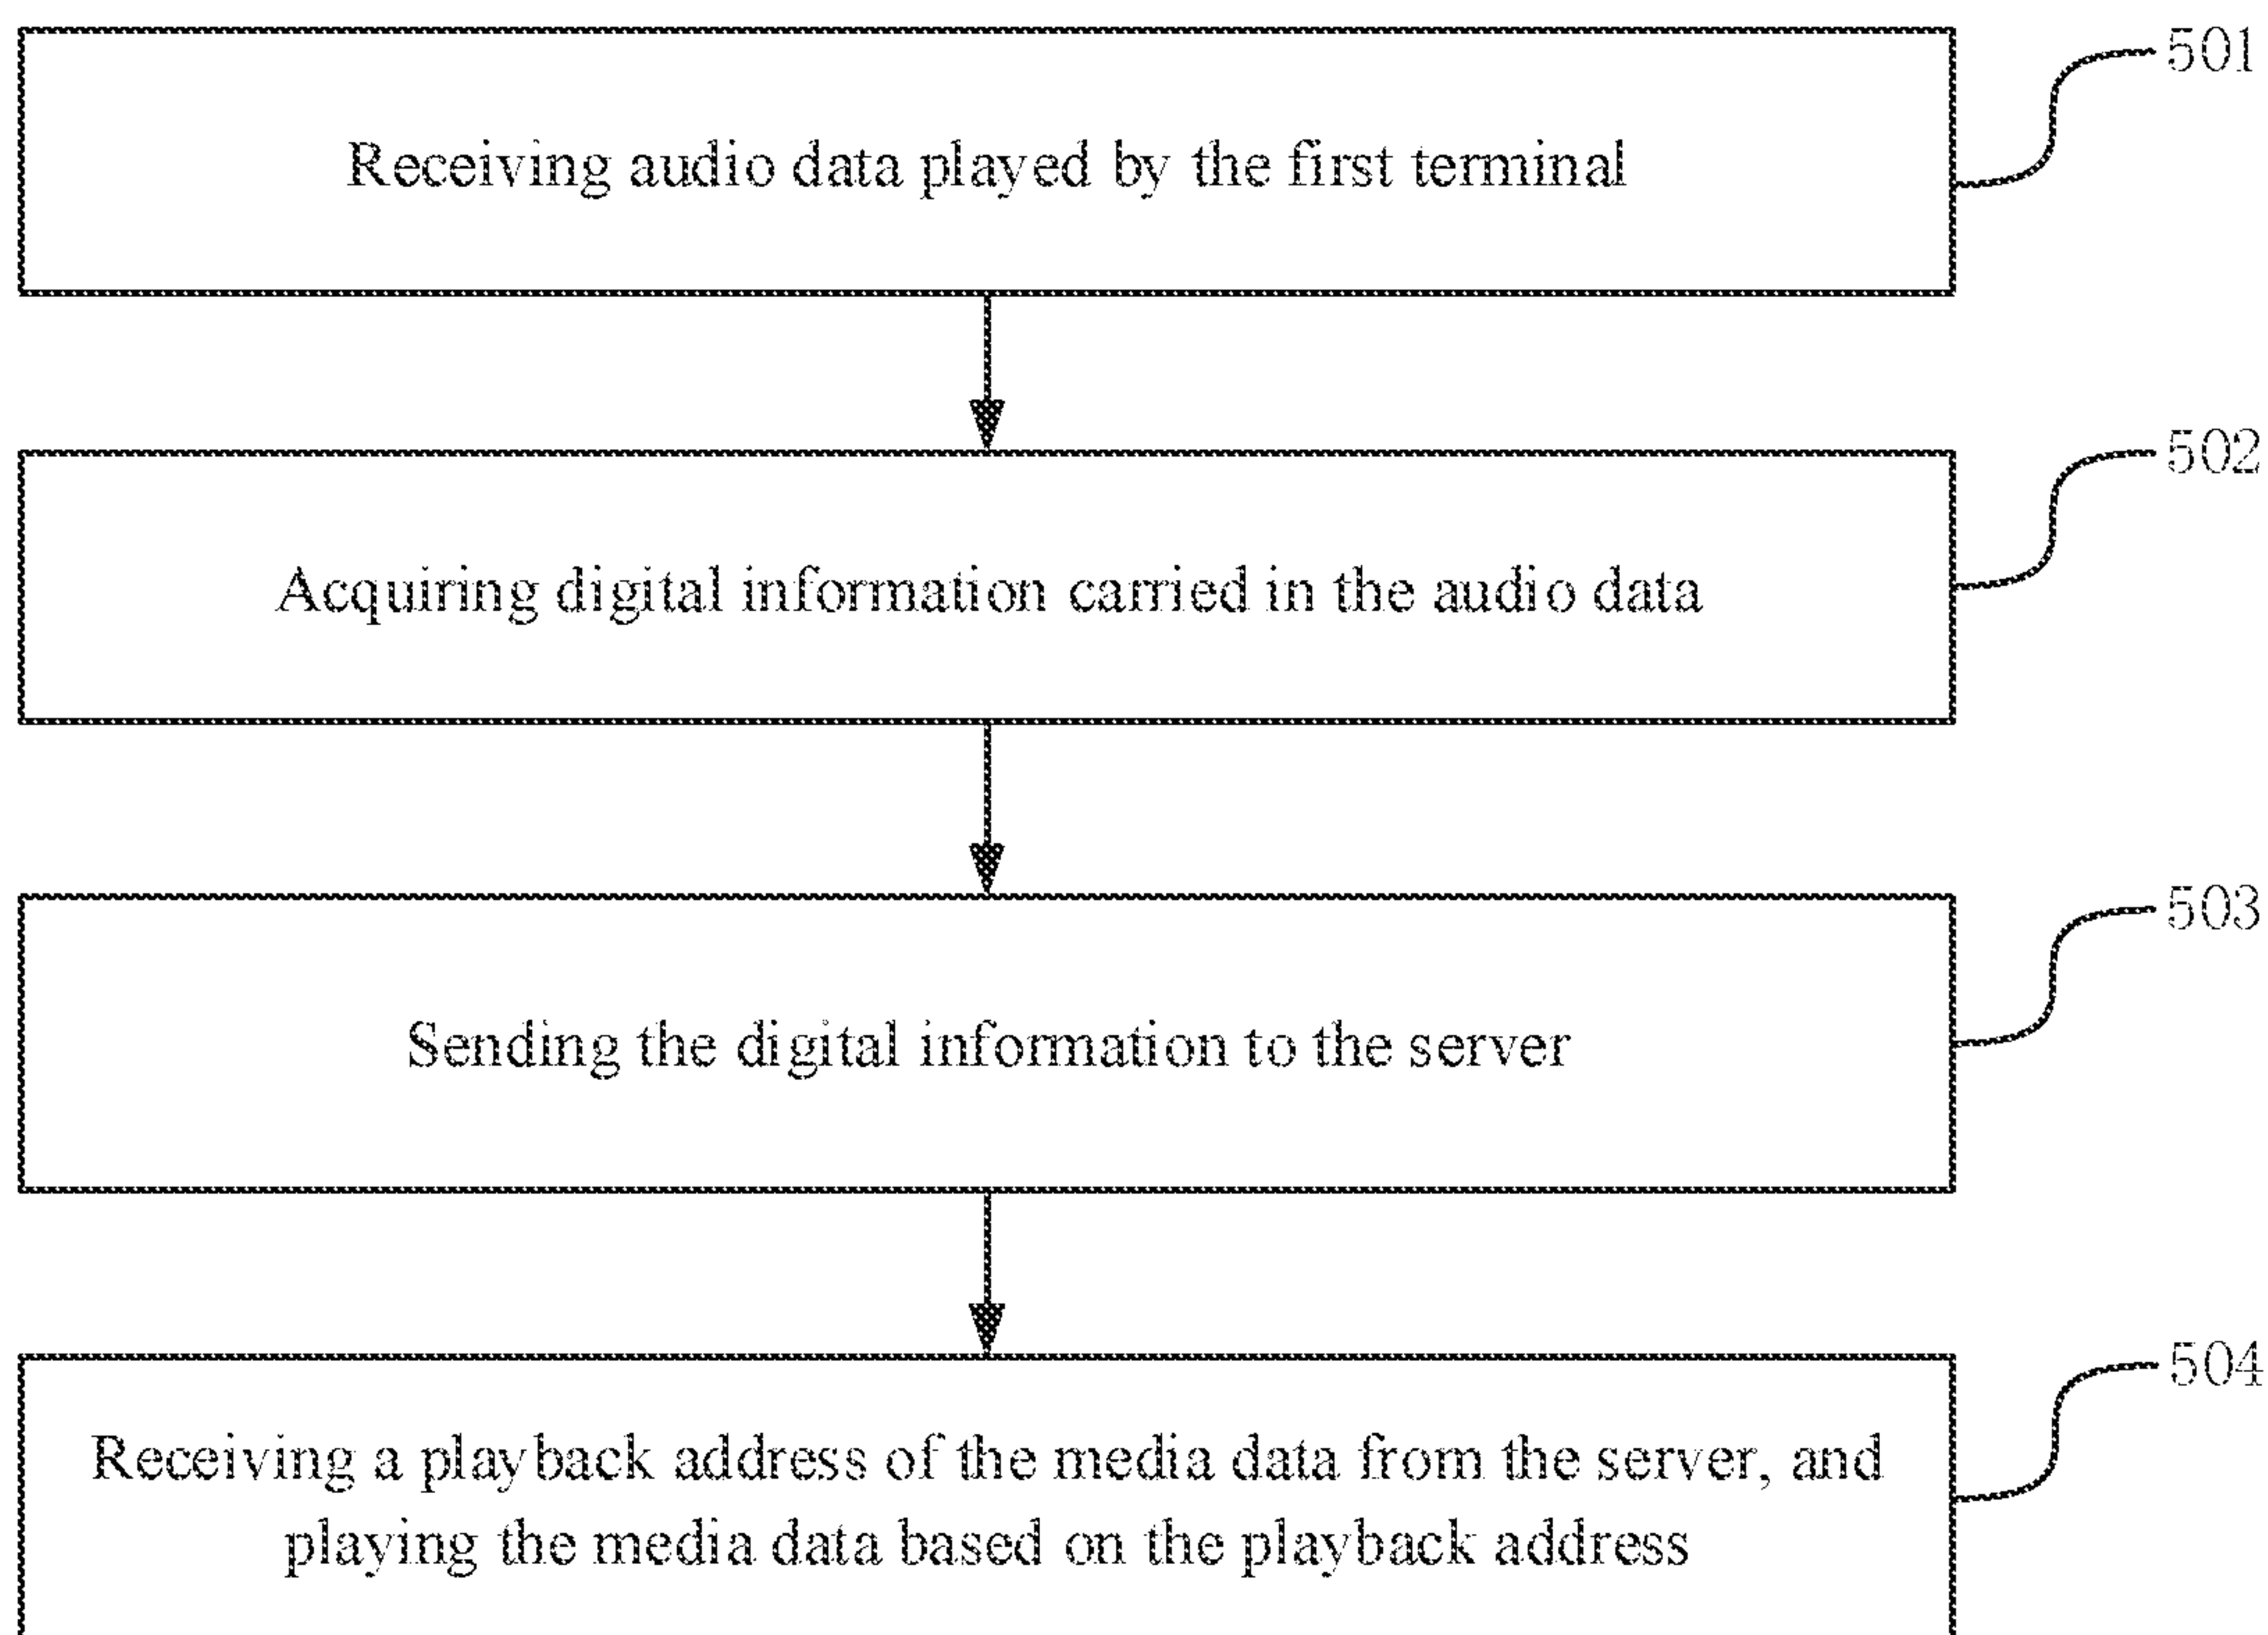 501
Receiving audio data played by the first terminal
502
Acquiring digital information carried in the audio data
503
Sending the digital information to the server
504
Receiving a playback address of the media data from the server, and
playing the media data based on the playback address